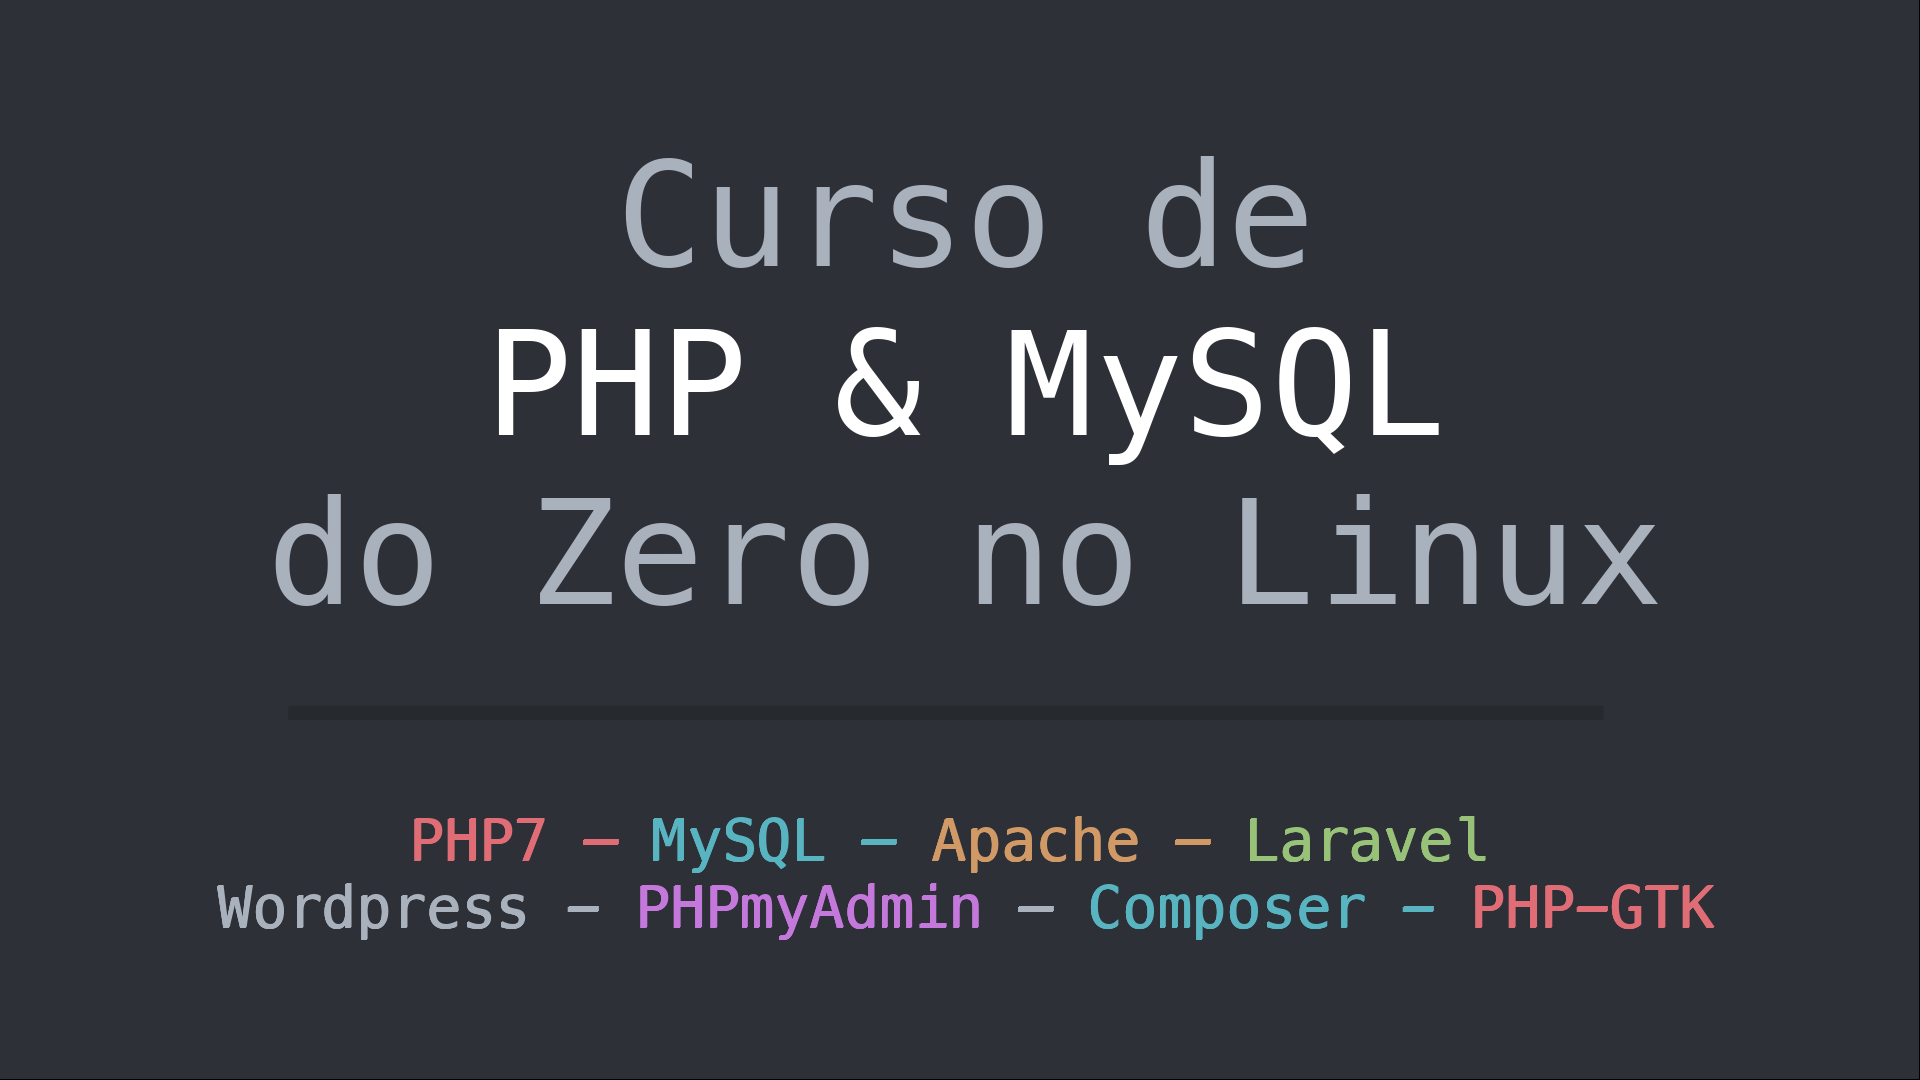 Curso de
PHP & MySQL
do Zero no Linux
PHP7 - MySQL - Apache - Laravel
Wordpress - PHPmyAdmin - Composer - PHP-GTK